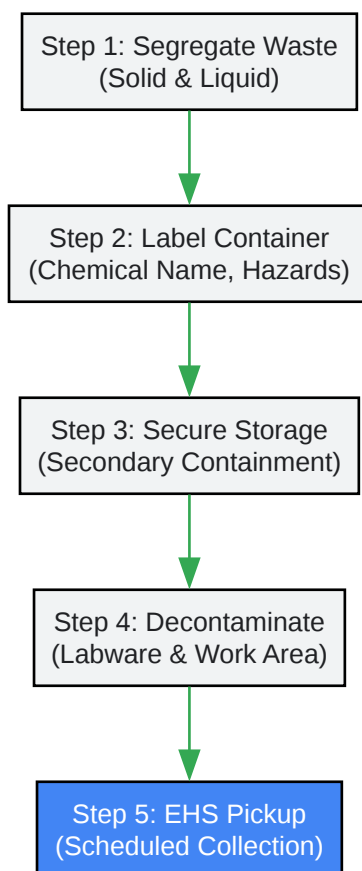 Step 1: Segregate Waste
(Solid & Liquid)
Step 2: Label Container
(Chemical Name, Hazards)
Step 3: Secure Storage
(Secondary Containment)
Step 4: Decontaminate
(Labware & Work Area)
Step 5: EHS Pickup
(Scheduled Collection)